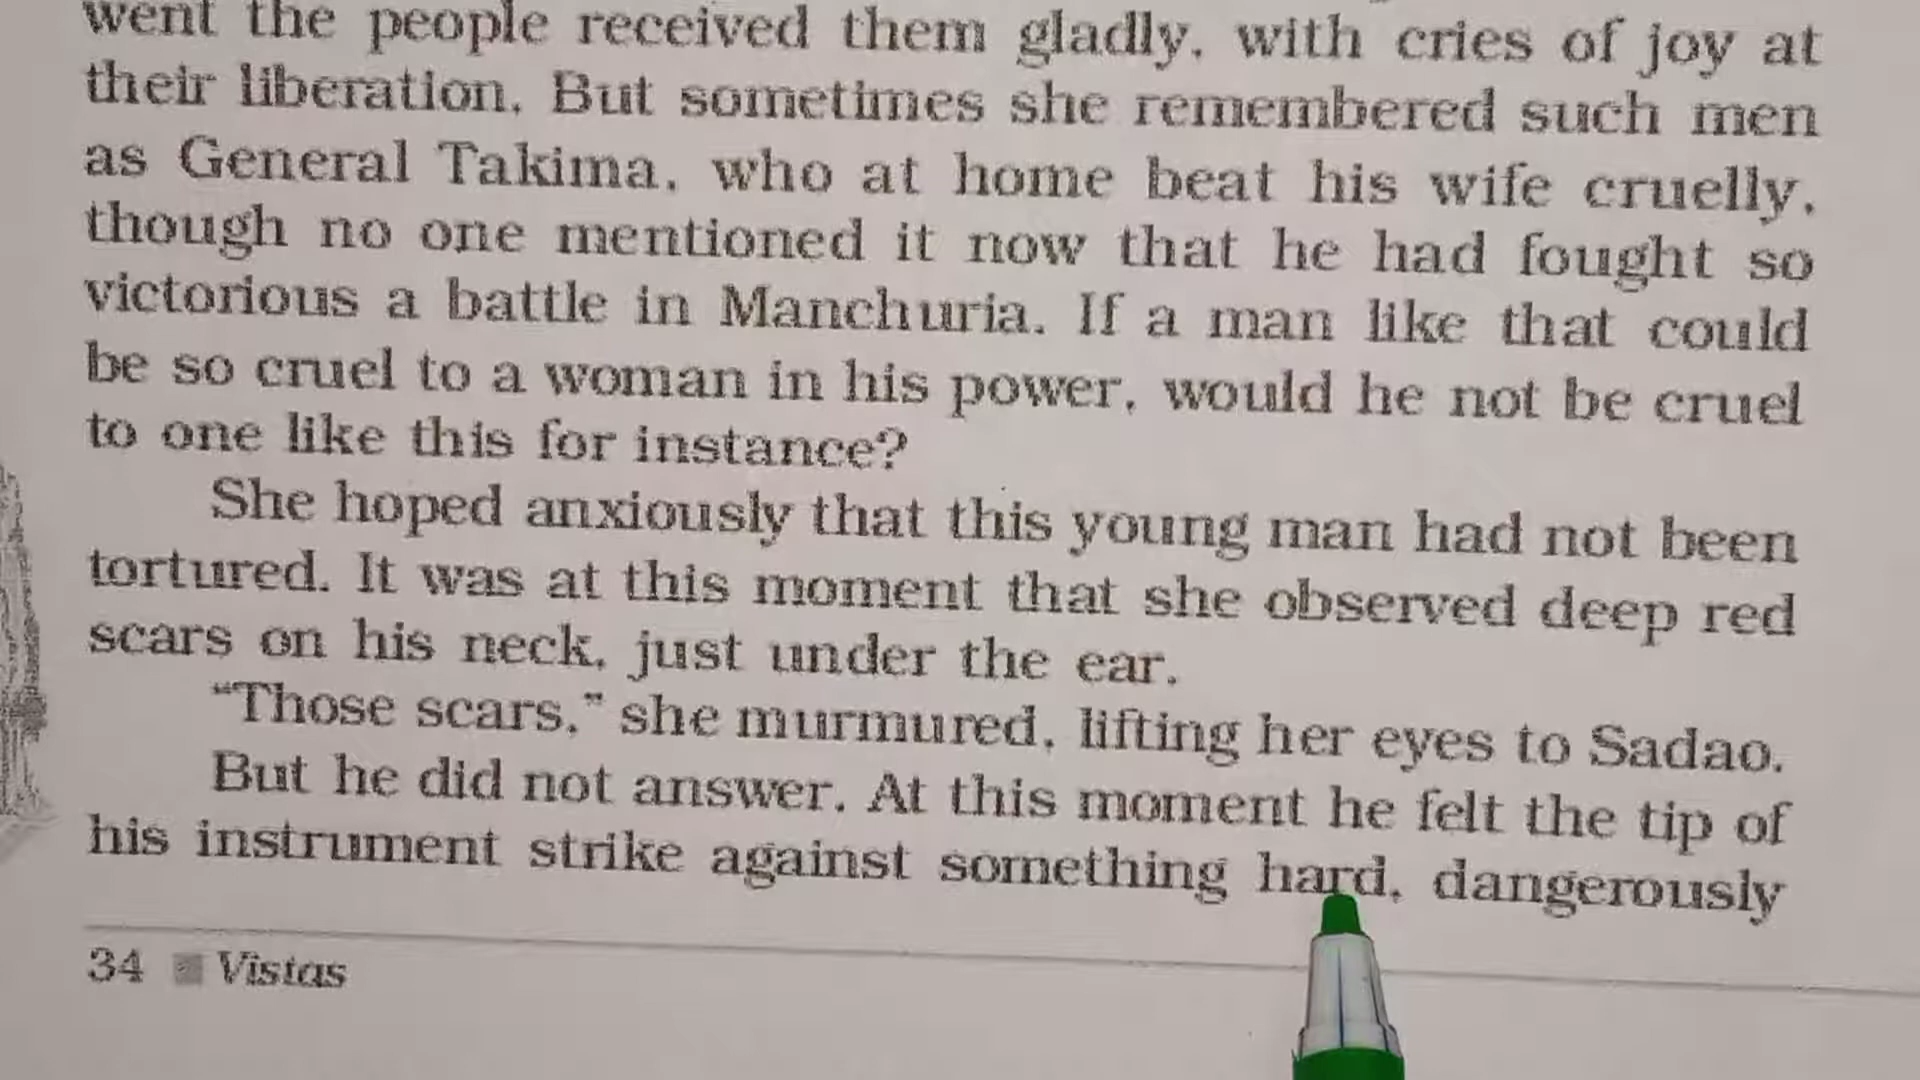 went the people received them gladly, with cries of joy at
their liberation. But sometimes she remembered such men
as General Takima, who at home beat his wife cruelly,
though no one mentioned it now that he had fought so
victorious a battle in Manchuria. If a man like that could
be so cruel to a woman in his power, would he not be cruel
to one like this for instance?
She hoped anxiously that this young man had not been
tortured. It was at this moment that she observed deep red
scars on his neck, just under the ear.
“Those scars,” she murmured, lifting her eyes to Sadao.
But he did not answer. At this moment he felt the tip of
his instrument strike against something hard, dangerously
34 Vistas